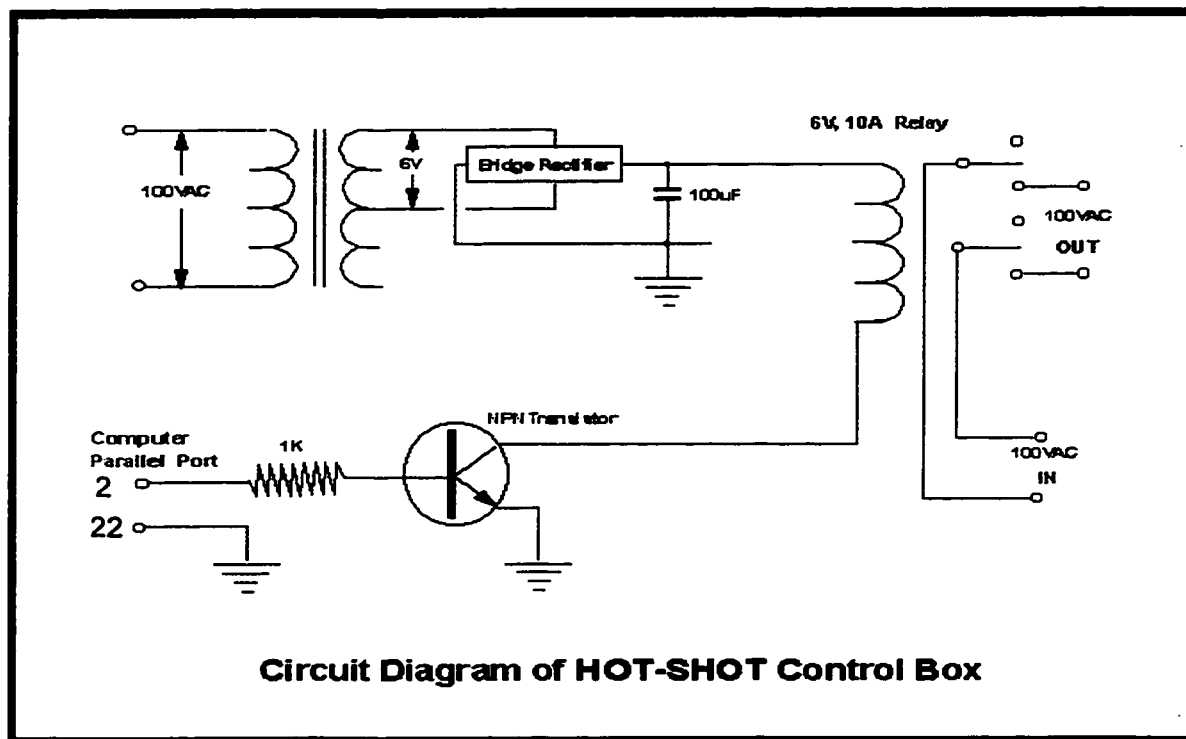 6V, 10A Relay
100VAC
6V
Bridge Rectifier
100uF
100VAC
OUT
NPN Transistor
Computer
Parallel Port
1K
2
22
100VAC
IN
Circuit Diagram of HOT-SHOT Control Box